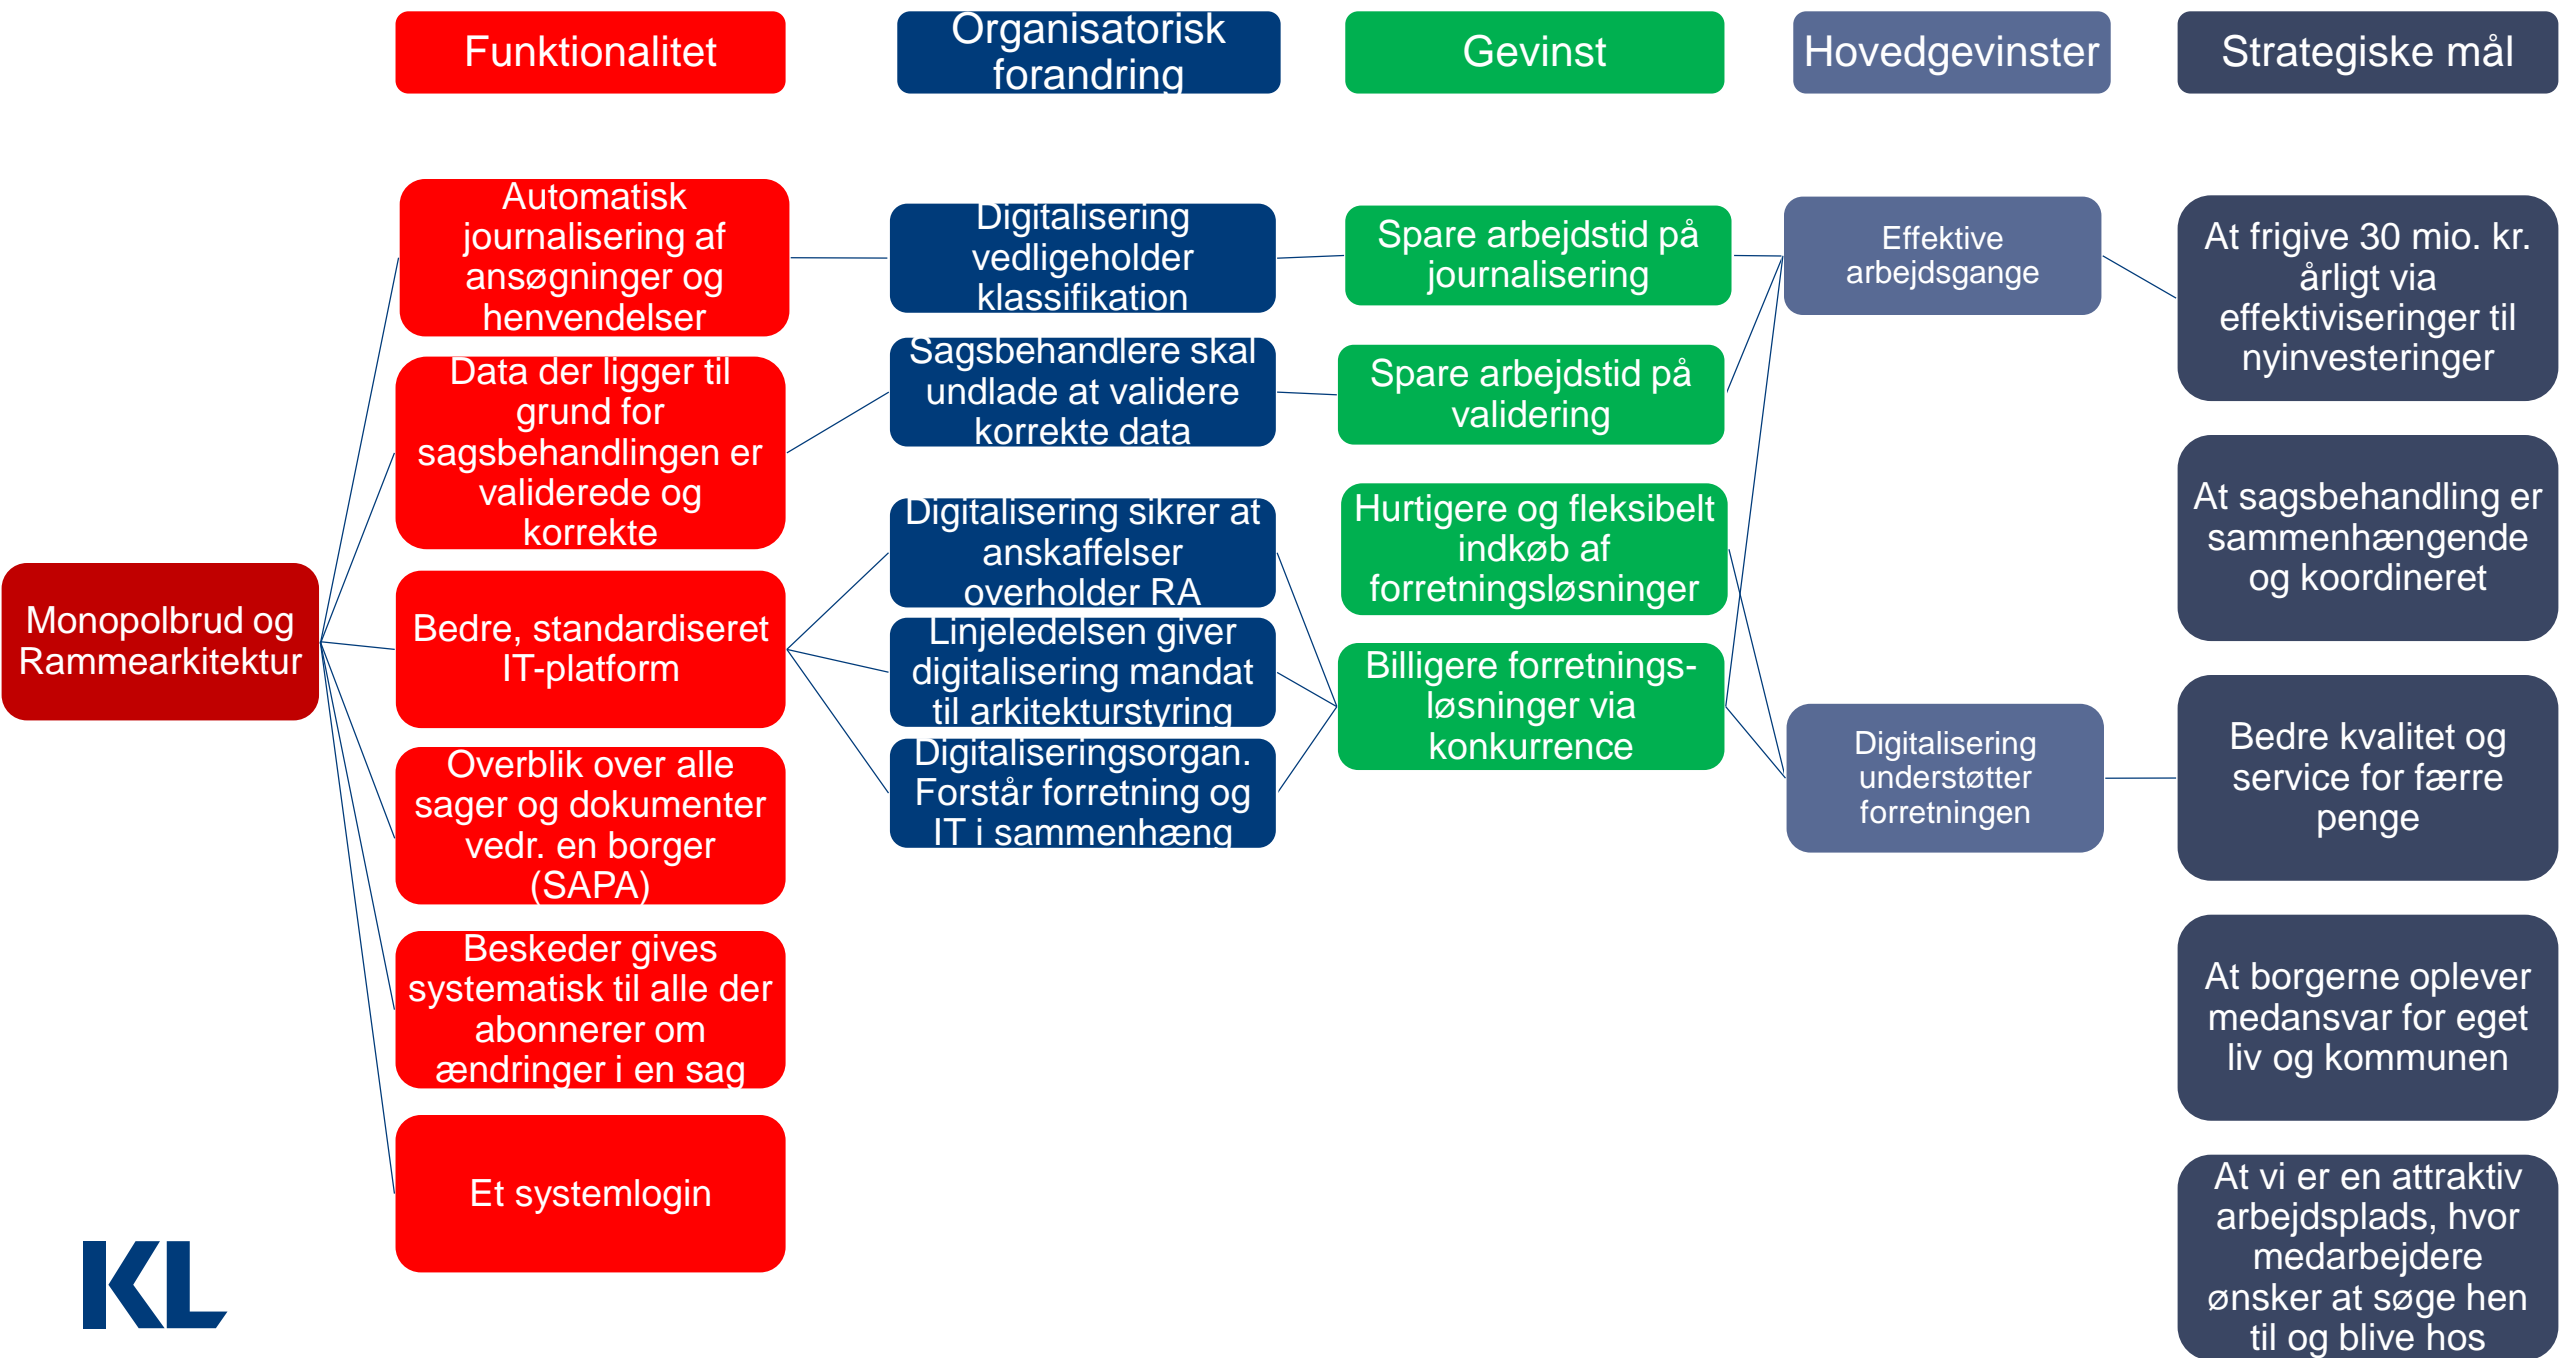 Funktionalitet
Organisatorisk
forandring
Gevinst
Hovedgevinster
Strategiske mål
Monopolbrud og
Rammearkitektur
Automatisk
journalisering af
ansøgninger og
henvendelser
Data der ligger til
grund for
sagsbehandlingen er
validerede og
korrekte
Bedre, standardiseret
IT-platform
Overblik over alle
sager og dokumenter
vedr. en borger
(SAPA)
Beskeder gives
systematisk til alle der
abonnerer om
ændringer i en sag
Et systemlogin
Digitalisering
vedligeholder
klassifikation
Sagsbehandlere skal
undlade at validere
korrekte data
Digitalisering sikrer at
anskaffelser
overholder RA
Linjeledelsen giver
digitalisering mandat
til arkitekturstyring
Digitaliseringsorgan.
Forstår forretning og
IT i sammenhæng
Spare arbejdstid på
journalisering
Spare arbejdstid på
validering
Hurtigere og fleksibelt
indkøb af
forretningsløsninger
Billigere forretnings-
løsninger via
konkurrence
Effektive
arbejdsgange
Digitalisering
understøtter
forretningen
At frigive 30 mio. kr.
årligt via
effektiviseringer til
nyinvesteringer
At sagsbehandling er
sammenhængende
og koordineret
Bedre kvalitet og
service for færre
penge
At borgerne oplever
medansvar for eget
liv og kommunen
At vi er en attraktiv
arbejdsplads, hvor
medarbejdere
ønsker at søge hen
til og blive hos
KL